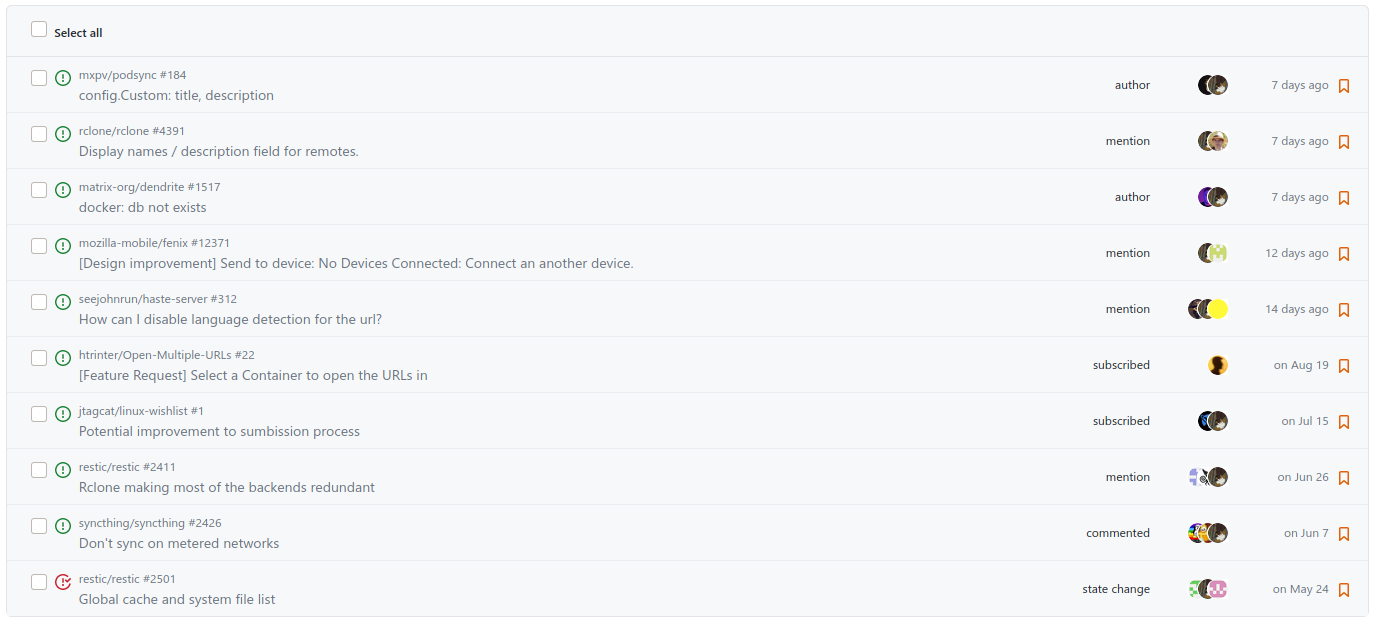 Select all
mxpv/podsync #184
config.Custom: title, description
author
7 days ago
rclone/rclone #4391
Display names / description field for remotes.
mention
7 days ago
matrix-org/dendrite #1517
docker: db not exists
author
7 days ago
mozilla-mobile/fenix #12371
[Design improvement] Send to device: No Devices Connected: Connect an another device.
mention
12 days ago
seejohnrun/haste-server #312
How can I disable language detection for the url?
mention
14 days ago
htrinter/Open-Multiple-URLs #22
[Feature Request] Select a Container to open the URLs in
subscribed
on Aug 19
jtagcat/linux-wishlist #1
Potential improvement to sumbission process
subscribed
on Jul 15
restic/restic #2411
Rclone making most of the backends redundant
mention
on Jun 26
syncthing/syncthing #2426
Don't sync on metered networks
commented
on Jun 7
restic/restic #2501
Global cache and system file list
state change
on May 24